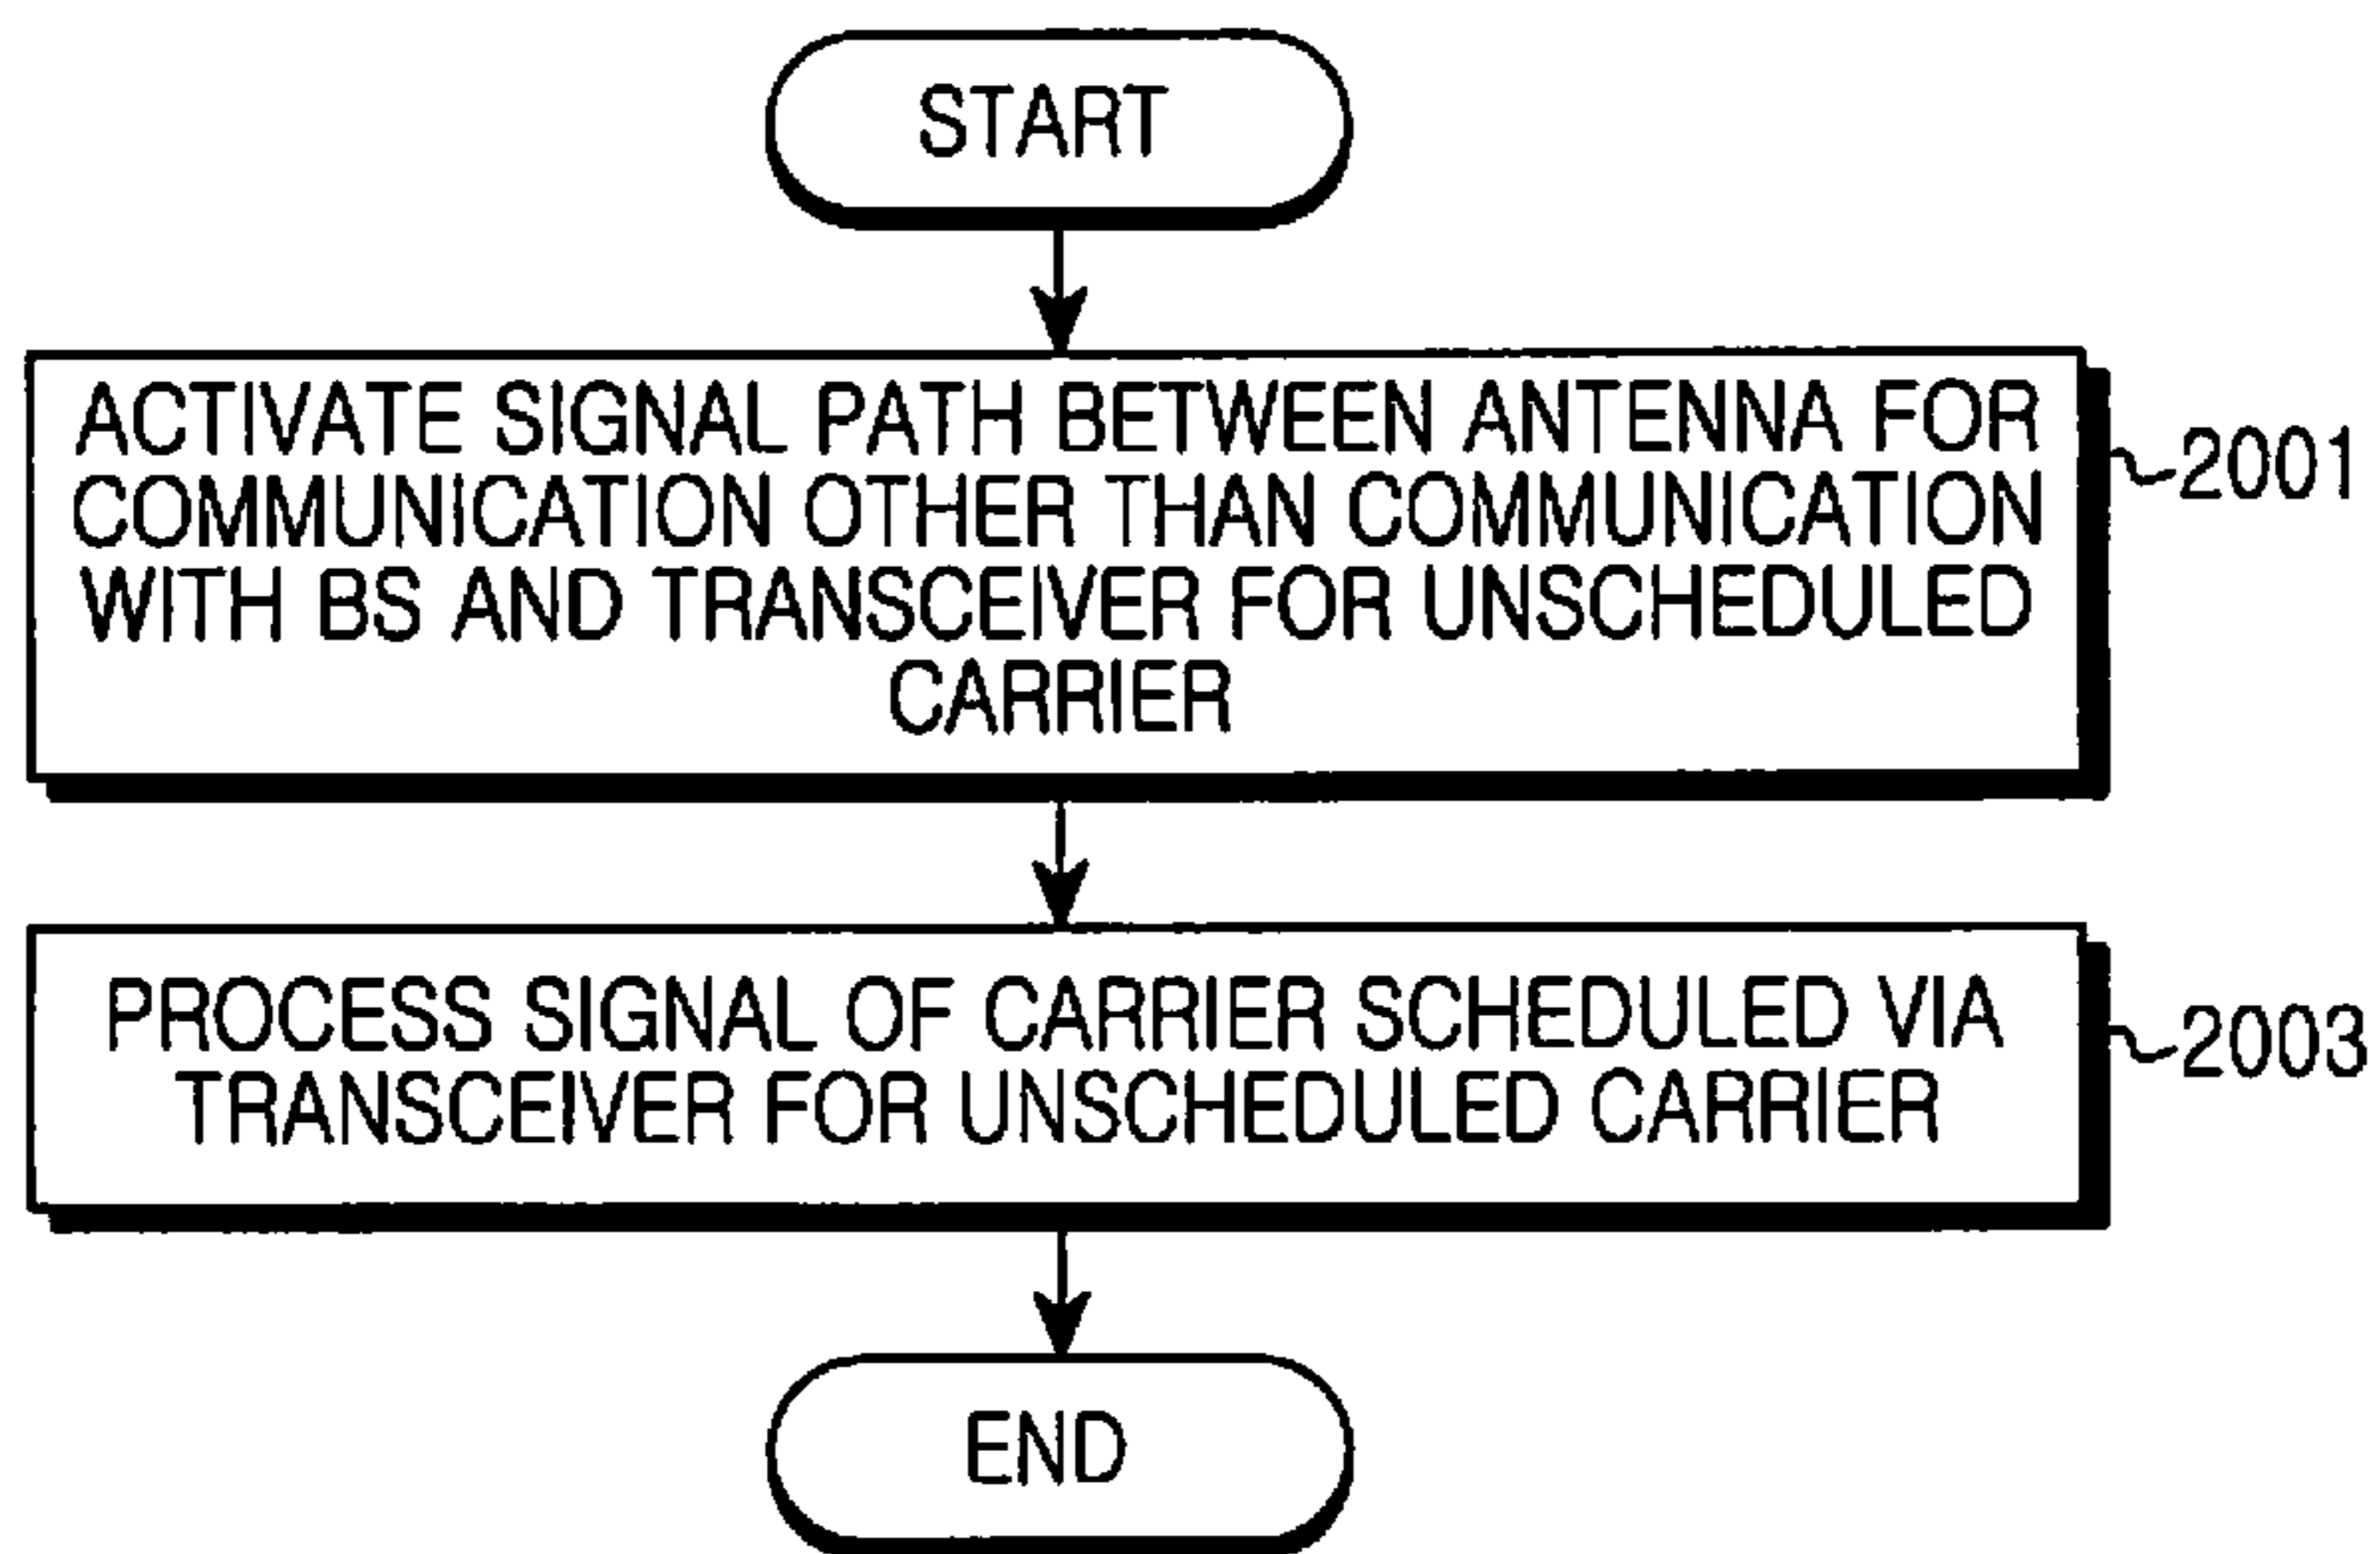 START
ACTIVATE SIGNAL PATH BETWEEN ANTENNA FOR
COMMUNICATION OTHER THAN COMMUNICATION
WITH BS AND TRANSCEIVER FOR UNSCHEDULED
CARRIER
2001
PROCESS SIGNAL OF CARRIER SCHEDULED VIA
TRANSCEIVER FOR UNSCHEDULED CARRIER
2003
END